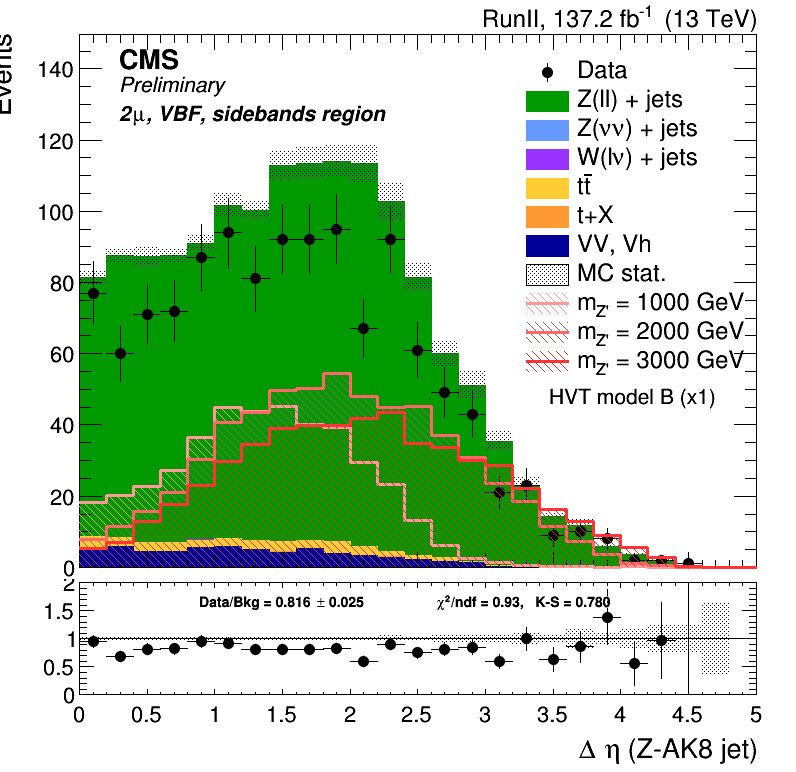 RunII, 137.2 fb⁻¹ (13 TeV)
Events
CMS
Preliminary
2μ, VBF, sidebands region
Data
Z(ll) + jets
Z(νν) + jets
W(lν) + jets
tt̄
t+X
VV, Vh
MC stat.
m_Z' = 1000 GeV
m_Z' = 2000 GeV
m_Z' = 3000 GeV
HVT model B (x1)
140
120
100
80
60
40
20
0
Data/Bkg = 0.816 ± 0.025
χ²/ndf = 0.93, K-S = 0.780
2
1.5
1
0.5
0
0 0.5 1 1.5 2 2.5 3 3.5 4 4.5 5
Δ η (Z-AK8 jet)